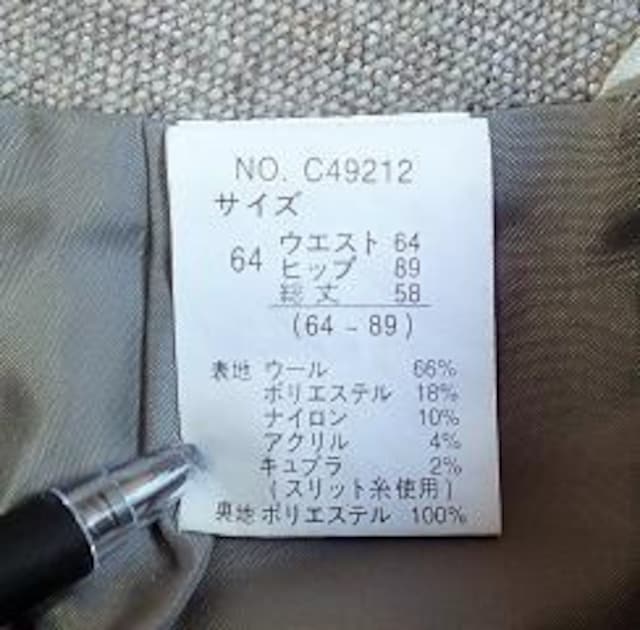 NO. C49212
サイズ
64 ウエスト 64
ヒップ 89
総丈 58
(64-89)
表地 ウール 66%
ポリエステル 18%
ナイロン 10%
アクリル 4%
キュプラ 2%
(スリット糸使用)
裏地 ポリエステル 100%